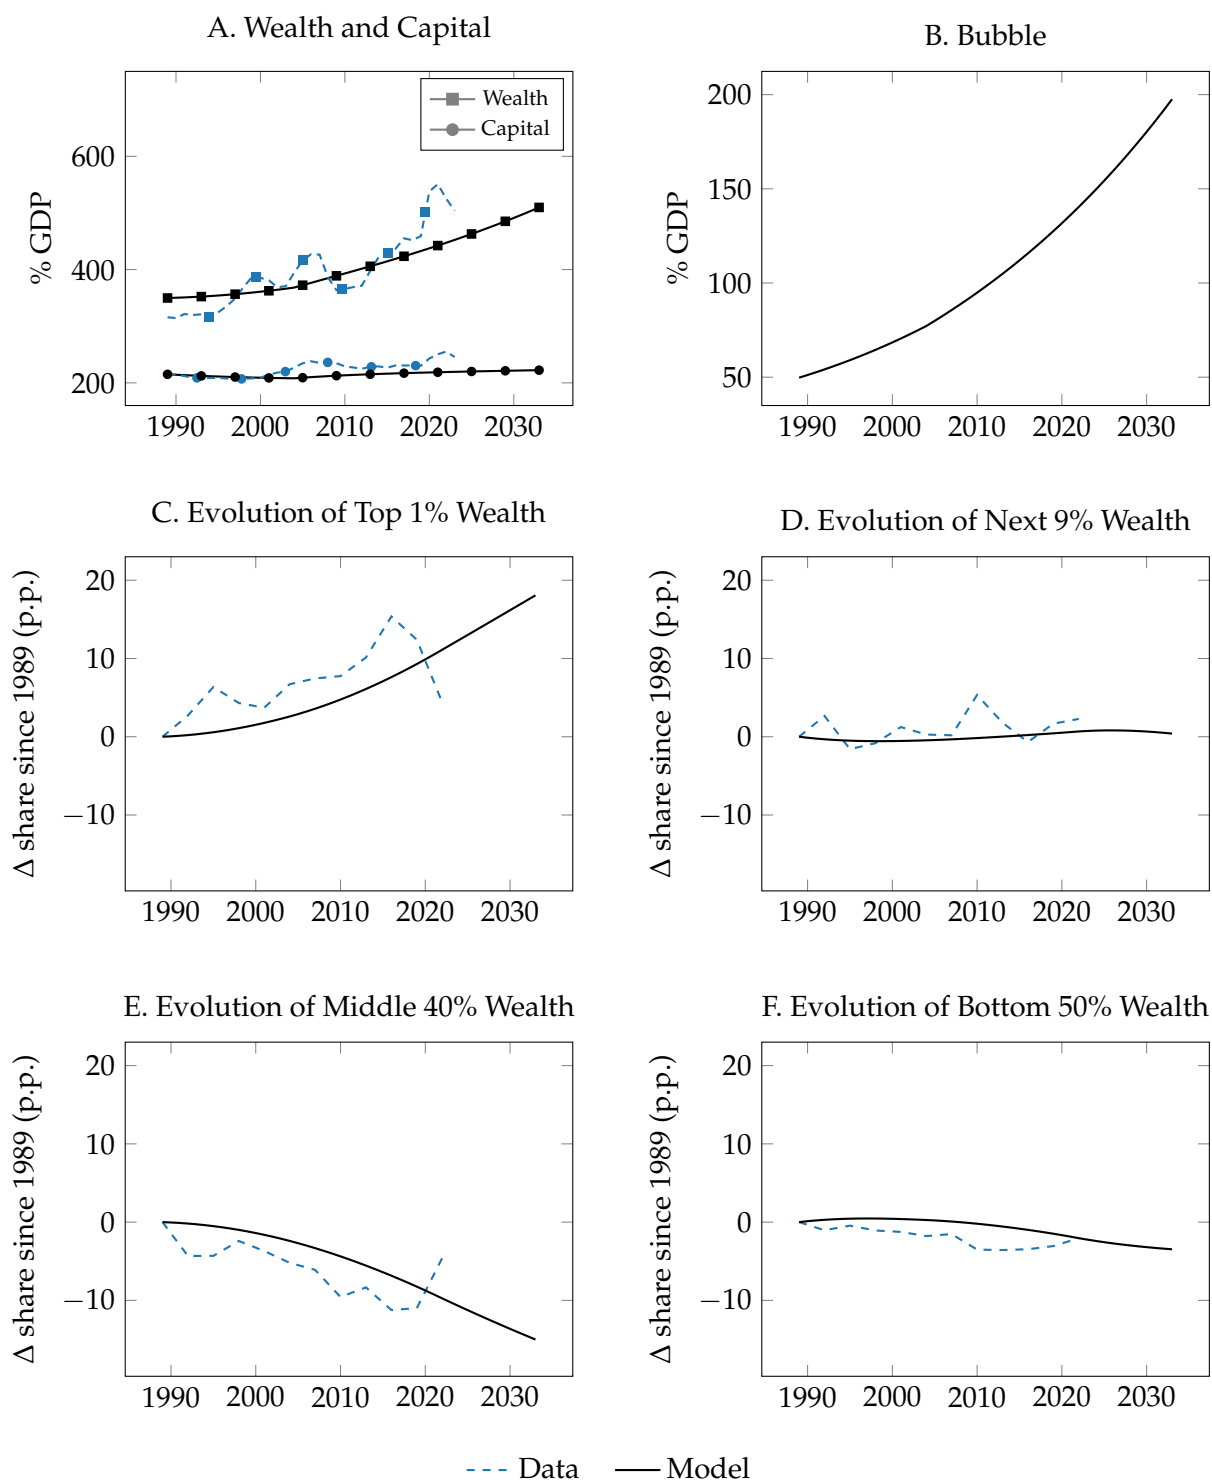 A. Wealth and Capital
% GDP
600
400
200
1990 2000 2010 2020 2030
Wealth
Capital
B. Bubble
% GDP
200
150
100
50
1990 2000 2010 2020 2030
C. Evolution of Top 1% Wealth
Δ share since 1989 (p.p.)
20
10
0
−10
1990 2000 2010 2020 2030
D. Evolution of Next 9% Wealth
Δ share since 1989 (p.p.)
20
10
0
−10
1990 2000 2010 2020 2030
E. Evolution of Middle 40% Wealth
Δ share since 1989 (p.p.)
20
10
0
−10
1990 2000 2010 2020 2030
F. Evolution of Bottom 50% Wealth
Δ share since 1989 (p.p.)
20
10
0
−10
1990 2000 2010 2020 2030
Data Model